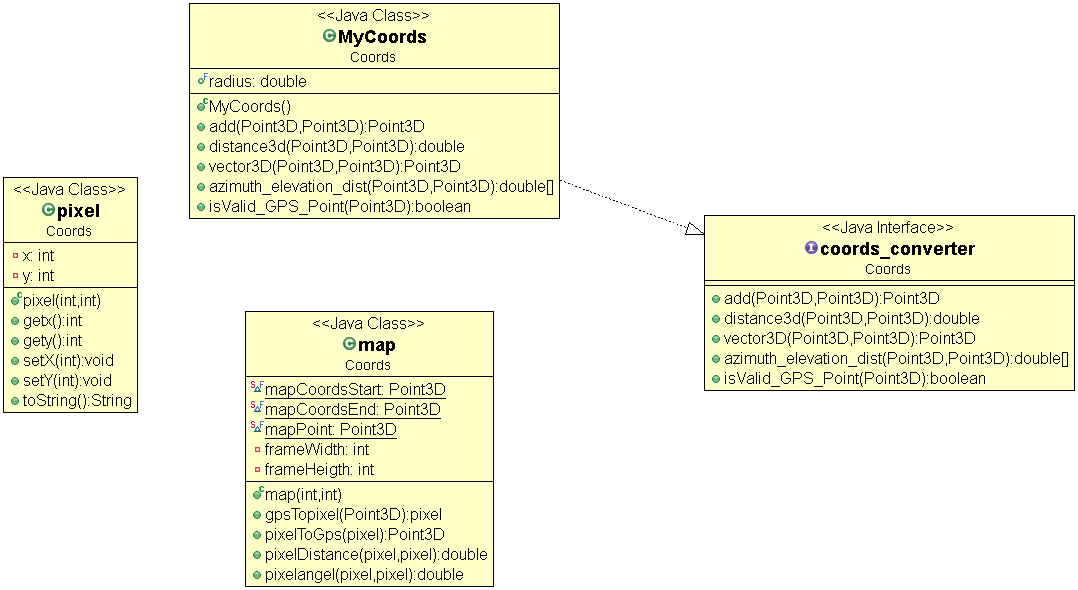 <<Java Class>>
MyCoords
Coords
radius: double
MyCoords()
add(Point3D,Point3D):Point3D
distance3d(Point3D,Point3D):double
vector3D(Point3D,Point3D):Point3D
azimuth_elevation_dist(Point3D,Point3D):double[]
isValid_GPS_Point(Point3D):boolean
<<Java Class>>
pixel
Coords
x: int
y: int
pixel(int,int)
getx():int
gety():int
setX(int):void
setY(int):void
toString():String
<<Java Interface>>
coords_converter
Coords
add(Point3D,Point3D):Point3D
distance3d(Point3D,Point3D):double
vector3D(Point3D,Point3D):Point3D
azimuth_elevation_dist(Point3D,Point3D):double[]
isValid_GPS_Point(Point3D):boolean
<<Java Class>>
map
Coords
mapCoordsStart: Point3D
mapCoordsEnd: Point3D
mapPoint: Point3D
frameWidth: int
frameHeigth: int
map(int,int)
gpsTopixel(Point3D):pixel
pixelToGps(pixel):Point3D
pixelDistance(pixel,pixel):double
pixelangel(pixel,pixel):double